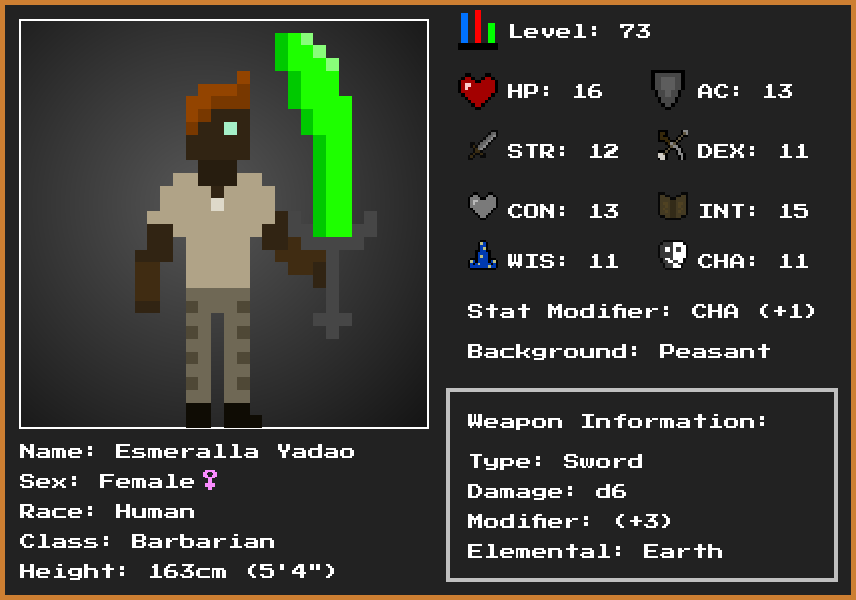 Level: 73
HP: 16 AC: 13
STR: 12 DEX: 11
CON: 13 INT: 15
WIS: 11 CHA: 11
Stat Modifier: CHA (+1)
Background: Peasant
Weapon Information:
Type: Sword
Damage: d6
Modifier: (+3)
Elemental: Earth
Name: Esmeralla Yadao
Sex: Female♀
Race: Human
Class: Barbarian
Height: 163cm (5'4")